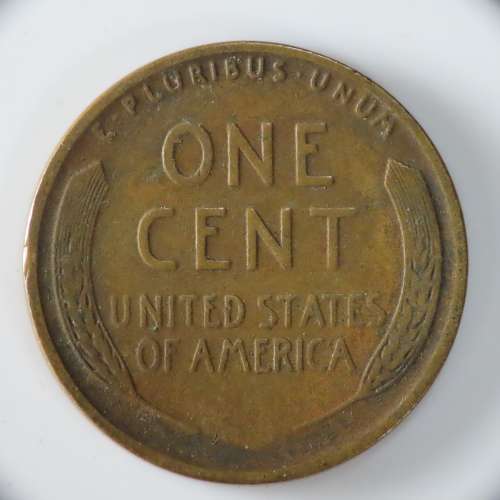 E·PLURIBUS·UNUM
ONE
CENT
UNITED STATES
OF AMERICA